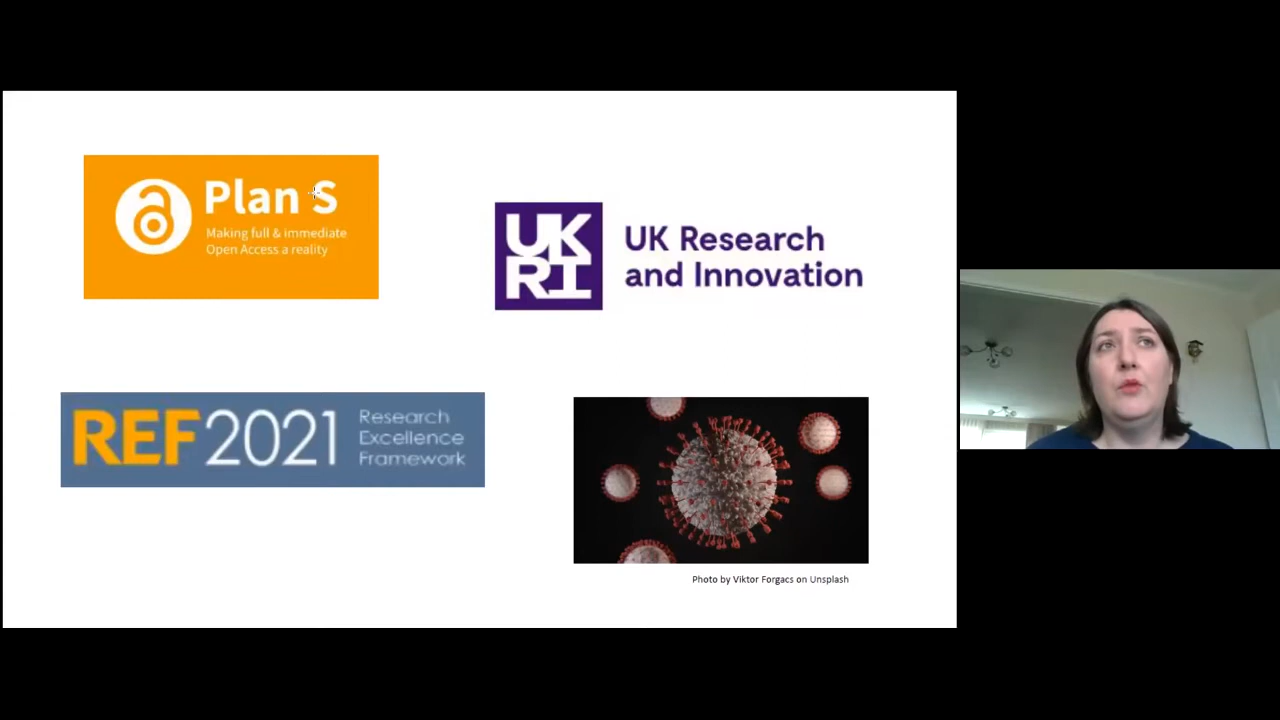 Plan S
Making full & immediate
Open Access a reality
UK
RI
UK Research
and Innovation
REF2021
Research
Excellence
Framework
Photo by Viktor Forgacs on Unsplash